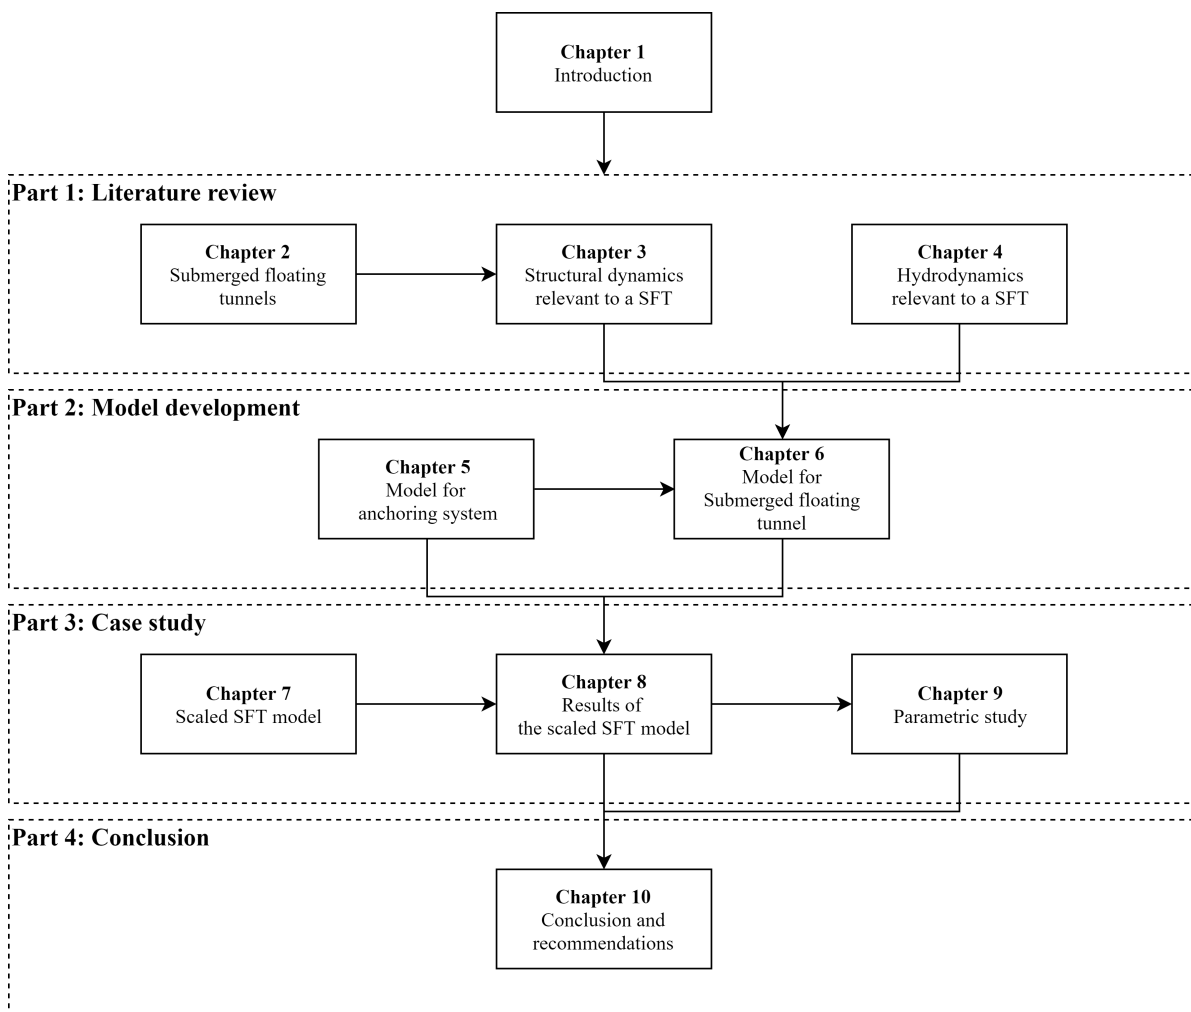 Chapter 1
Introduction
Part 1: Literature review
Chapter 2
Submerged floating
tunnels
Chapter 3
Structural dynamics
relevant to a SFT
Chapter 4
Hydrodynamics
relevant to a SFT
Part 2: Model development
Chapter 5
Model for
anchoring system
Chapter 6
Model for
Submerged floating
tunnel
Part 3: Case study
Chapter 7
Scaled SFT model
Chapter 8
Results of
the scaled SFT model
Chapter 9
Parametric study
Part 4: Conclusion
Chapter 10
Conclusion and
recommendations